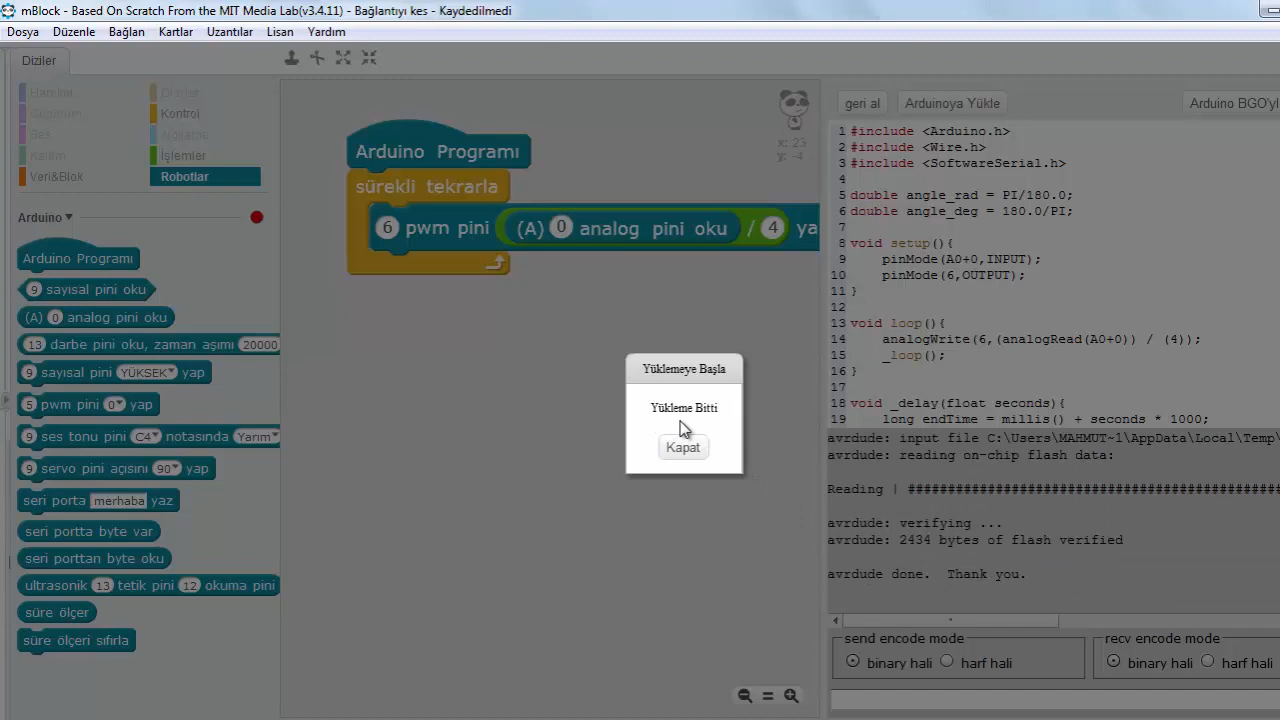 mBlock - Based On Scratch From the MIT Media Lab(v3.4.11) - Bağlantıyı kes - Kaydedilmedi
Dosya Düzenle Bağlan Kartlar Uzantılar Lisan Yardım
Diziler
Kontrol
İşlemler
Veri&Blok Robotlar
Arduino
Arduino Programı
9 sayısal pini oku
(A) 0 analog pini oku
13 darbe pini oku, zaman aşımı 20000
9 sayısal pini YÜKSEK yap
5 pwm pini 0 yap
9 ses tonu pini C4 notasında Yarım
9 servo pini açısını 90 yap
seri porta merhaba yaz
seri portta byte var
seri porttan byte oku
ultrasonik 13 tetik pini 12 okuma pini
süre ölçer
süre ölçeri sıfırla
Arduino Programı
sürekli tekrarla
6 pwm pini (A) 0 analog pini oku / 4 ya
x: 23
y: -4
Yüklemeye Başla
Yükleme Bitti
Kapat
geri al Arduinoya Yükle Arduino BGO'yl
1 #include <Arduino.h>
2 #include <Wire.h>
3 #include <SoftwareSerial.h>
4
5 double angle_rad = PI/180.0;
6 double angle_deg = 180.0/PI;
7
8 void setup(){
9 pinMode(A0+0,INPUT);
10 pinMode(6,OUTPUT);
11 }
12
13 void loop(){
14 analogWrite(6,(analogRead(A0+0)) / (4));
15 _loop();
16 }
17
18 void _delay(float seconds){
19 long endTime = millis() + seconds * 1000;
avrdude: input file C:\Users\MAHMUT~1\AppData\Local\Temp\
avrdude: reading on-chip flash data:
Reading | ###############################################
avrdude: verifying ...
avrdude: 2434 bytes of flash verified
avrdude done. Thank you.
send encode mode recv encode mode
binary hali harf hali binary hali harf hali